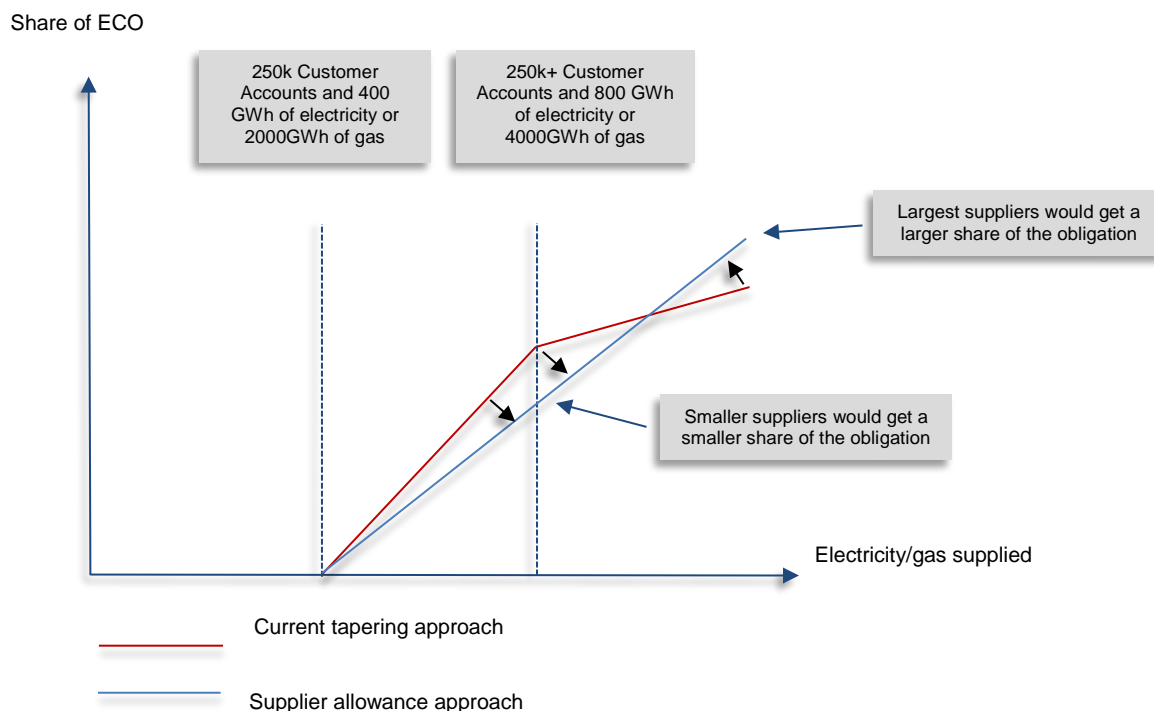 Share of ECO
250k Customer
Accounts and 400
GWh of electricity or
2000GWh of gas
250k+ Customer
Accounts and 800 GWh
of electricity or
4000GWh of gas
Largest suppliers would get a
larger share of the obligation
Smaller suppliers would get a
smaller share of the obligation
Electricity/gas supplied
Current tapering approach
Supplier allowance approach